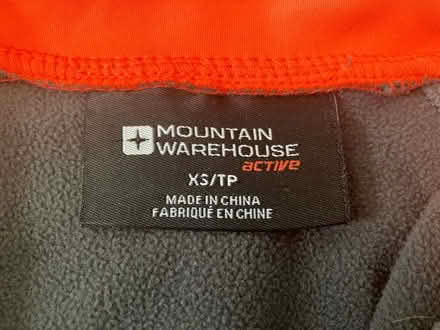 MOUNTAIN
WAREHOUSE
active
XS/TP
MADE IN CHINA
FABRIQUÉ EN CHINE